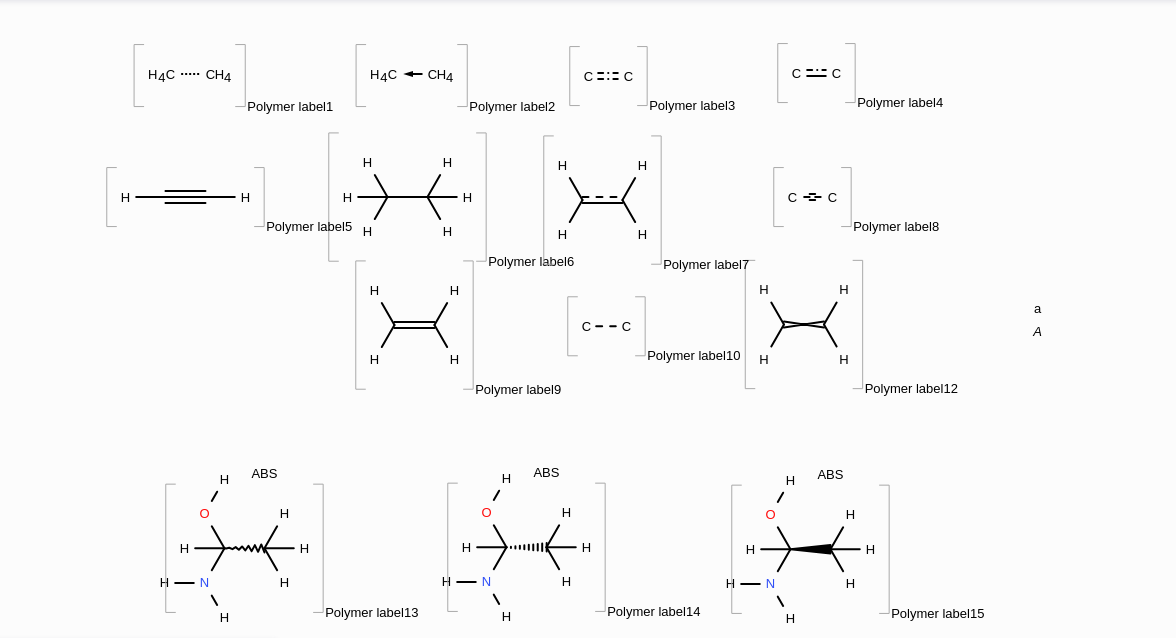 H4C CH4 Polymer label1
H4C CH4 Polymer label2
C C Polymer label3
C C Polymer label4
H H Polymer label5
H H
H H
H H
Polymer label6
H H
H H
Polymer label7
C C Polymer label8
H H
H H
Polymer label9
C C Polymer label10
H H
H H
Polymer label12
a
A
ABS
H
O H
H H
H N H
H
Polymer label13
ABS
H
O H
H H
H N H
H
Polymer label14
ABS
H
O H
H H
H N H
H
Polymer label15